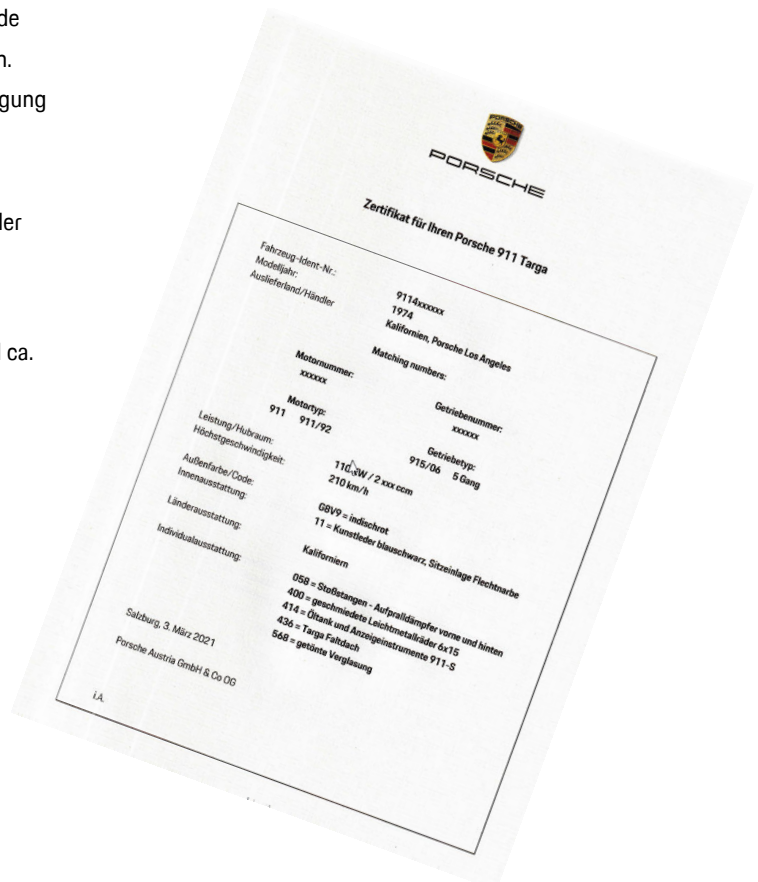 de
n.
gung
ler
l ca.
PORSCHE
Zertifikat für Ihren Porsche 911 Targa
Fahrzeug-Ident-Nr.: 9114xxxxxx
Modelljahr: 1974
Auslieferland/Händler Kalifornien, Porsche Los Angeles
Matching numbers:
Motornummer: Getriebenummer:
xxxxxx xxxxxx
Motortyp: Getriebetyp:
911 911/92 915/06 5 Gang
Leistung/Hubraum: 110 kW / 2 xxx ccm
Höchstgeschwindigkeit: 210 km/h
Außenfarbe/Code: G8V9 = indischrot
Innenausstattung: 11 = Kunstleder blauschwarz, Sitzeinlage Flechtnarbe
Länderausstattung: Kaliforniern
Individualausstattung: 058 = Stoßstangen - Aufpralldämpfer vorne und hinten
400 = geschmiedete Leichtmetallräder 6x15
414 = Öltank und Anzeigeinstrumente 911-S
436 = Targa Faltdach
568 = getönte Verglasung
Salzburg, 3. März 2021
Porsche Austria GmbH & Co OG
i.A.